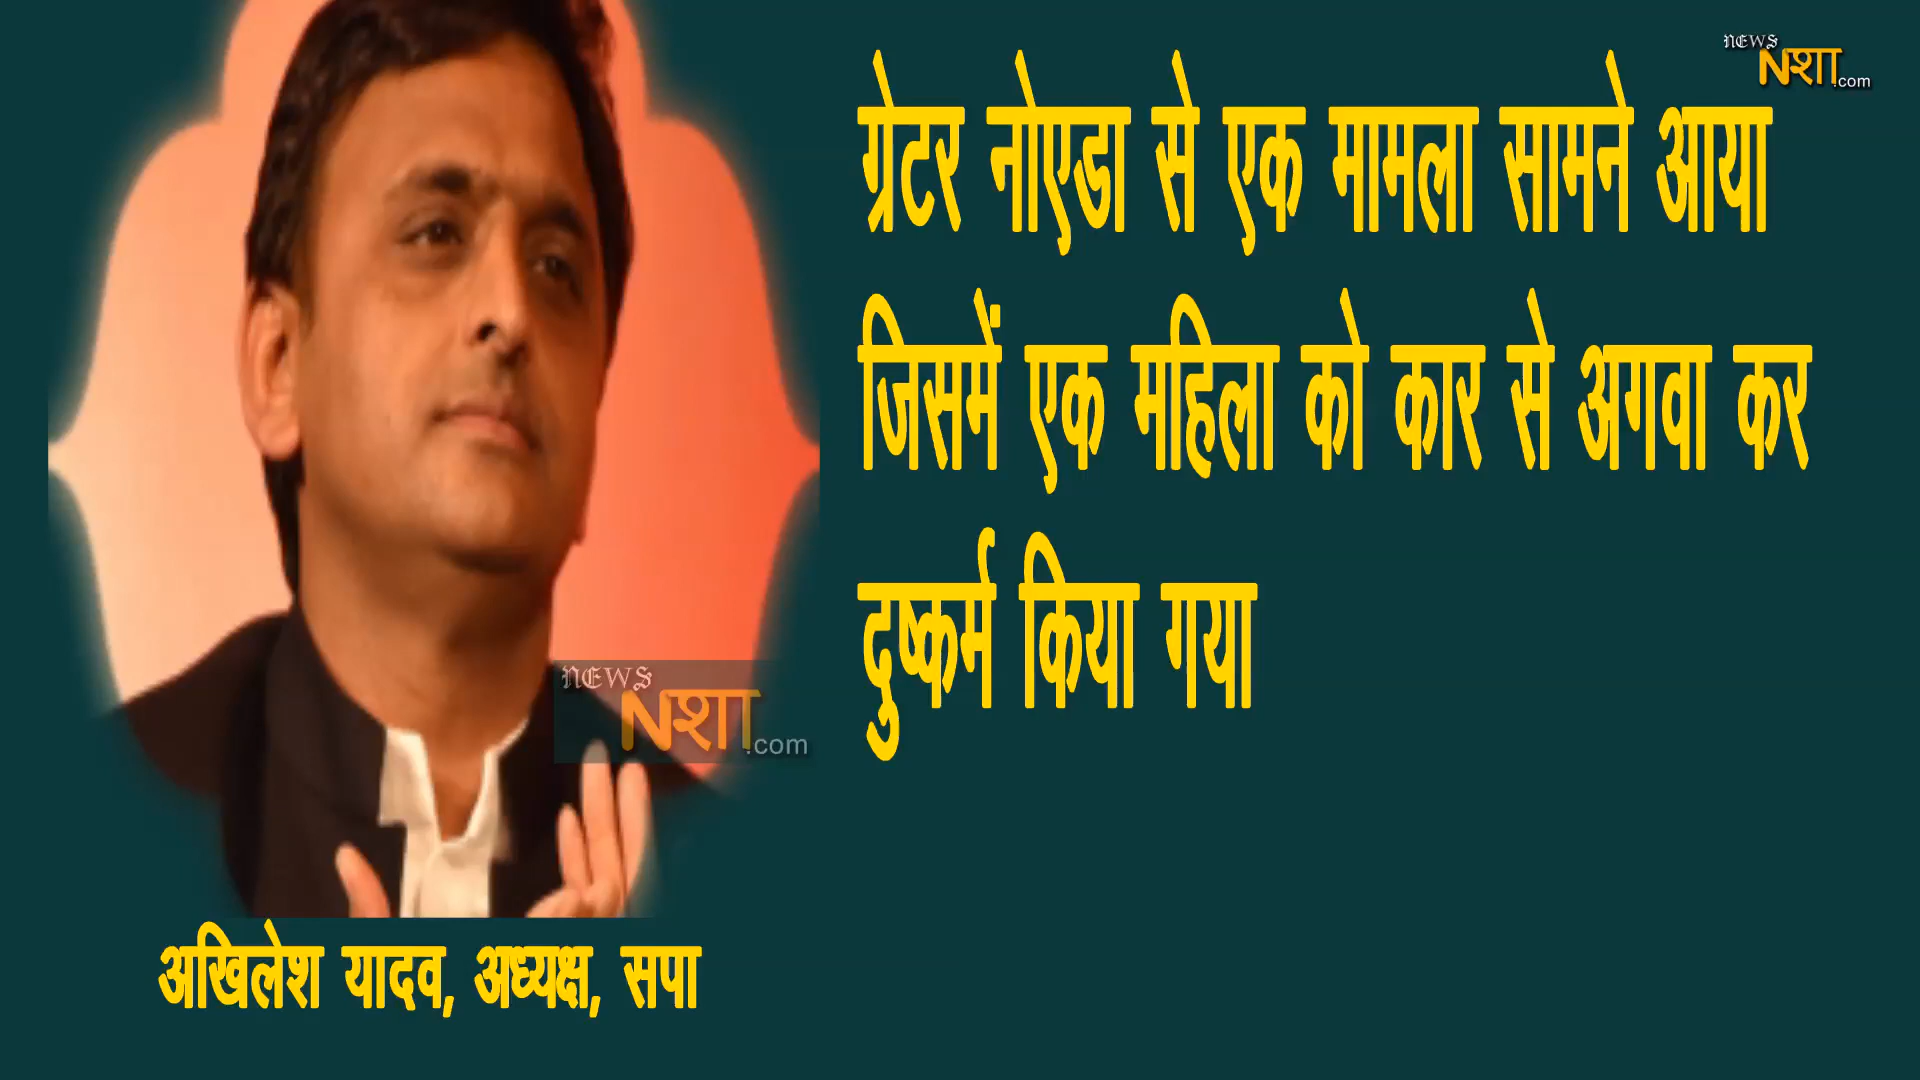 NEWS
Nशा.com
ग्रेटर नोएडा से एक मामला सामने आया
जिसमें एक महिला को कार से अगवा कर
दुष्कर्म किया गया
NEWS
Nशा.com
अखिलेश यादव, अध्यक्ष, सपा